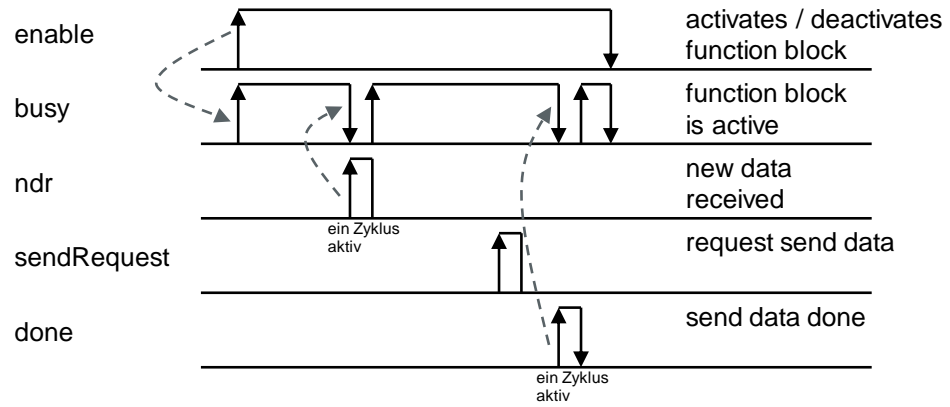 enable
activates / deactivates
function block
busy
function block
is active
ndr
new data
received
ein Zyklus
aktiv
sendRequest
request send data
done
send data done
ein Zyklus
aktiv